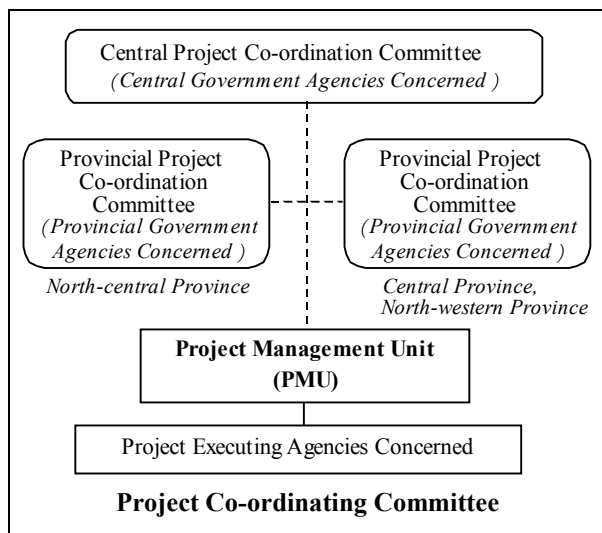 Central Project Co-ordination Committee
(Central Government Agencies Concerned )
Provincial Project
Co-ordination
Committee
(Provincial Government
Agencies Concerned )
North-central Province
Provincial Project
Co-ordination
Committee
(Provincial Government
Agencies Concerned )
Central Province,
North-western Province
Project Management Unit
(PMU)
Project Executing Agencies Concerned
Project Co-ordinating Committee